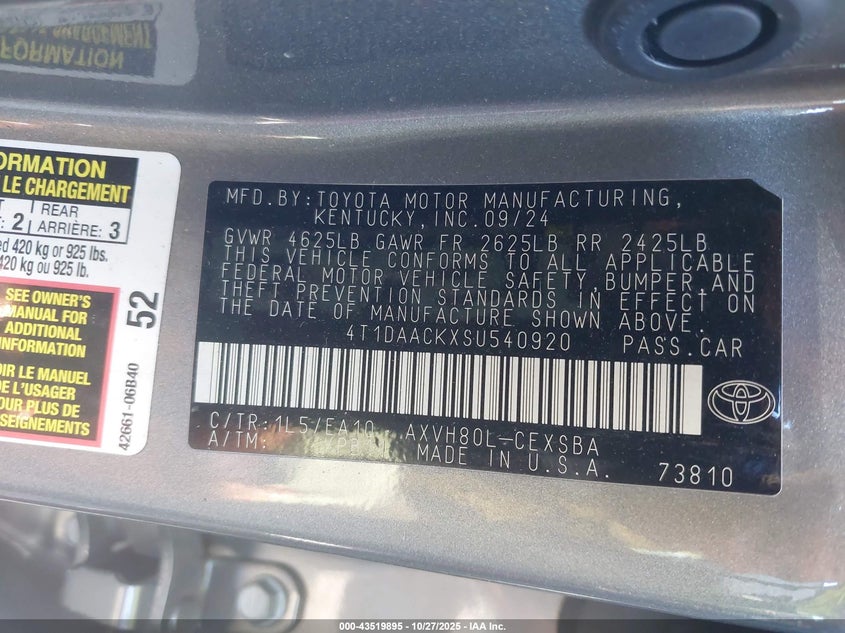 FORMATION
ORMATION
LE CHARGEMENT
2
REAR
ARRIÈRE: 3
420 kg or 925 lbs.
420 kg ou 925 lb.
SEE OWNER'S
MANUAL FOR
ADDITIONAL
INFORMATION
LE MANUEL
DE L'USAGER
POUR PLUS DE
52
42661-06B40
MFD.BY:TOYOTA MOTOR MANUFACTURING,
KENTUCKY, INC.09/24
GVWR 4625LB GAWR FR 2625LB RR 2425LB
THIS VEHICLE CONFORMS TO ALL APPLICABLE
FEDERAL MOTOR VEHICLE SAFETY,BUMPER,AND
THEFT PREVENTION STANDARDS IN EFFECT ON
THE DATE OF MANUFACTURE SHOWN ABOVE.
4T1DAACKXSU540920 PASS.CAR
C/TR:1L5/EA10 AXVH80L-CEXSBA
A/TM: MADE IN U.S.A. 73810
000-43519895 - 10/27/2025 - IAA Inc.